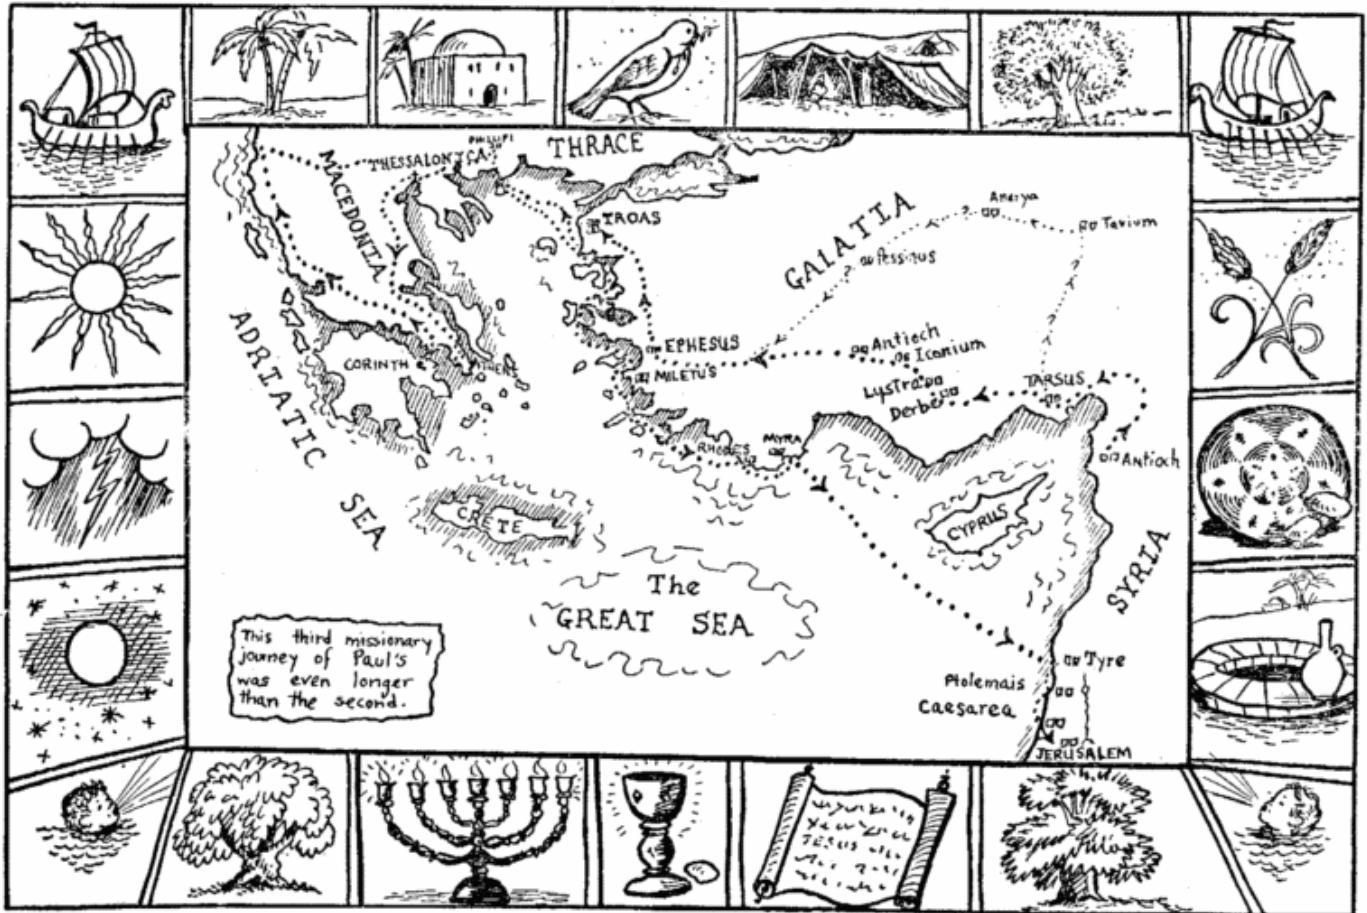 PHILIPI
THRACE
THESSALONICA
MACEDONIA
TROAS
GALATIA
Ancrya
Tavium
?
Pessinus
?
ADRIATIC
SEA
CORINTH
EPHESUS
MILETUS
Antioch
Iconium
Lystra
Derbe
TARSUS
RHODES
MYRA
Antioch
CRETE
CYPRUS
SYRIA
The
GREAT SEA
This third missionary
journey of Paul's
was even longer
than the second.
Tyre
Ptolemais
Caesarea
JERUSALEM
JESUS